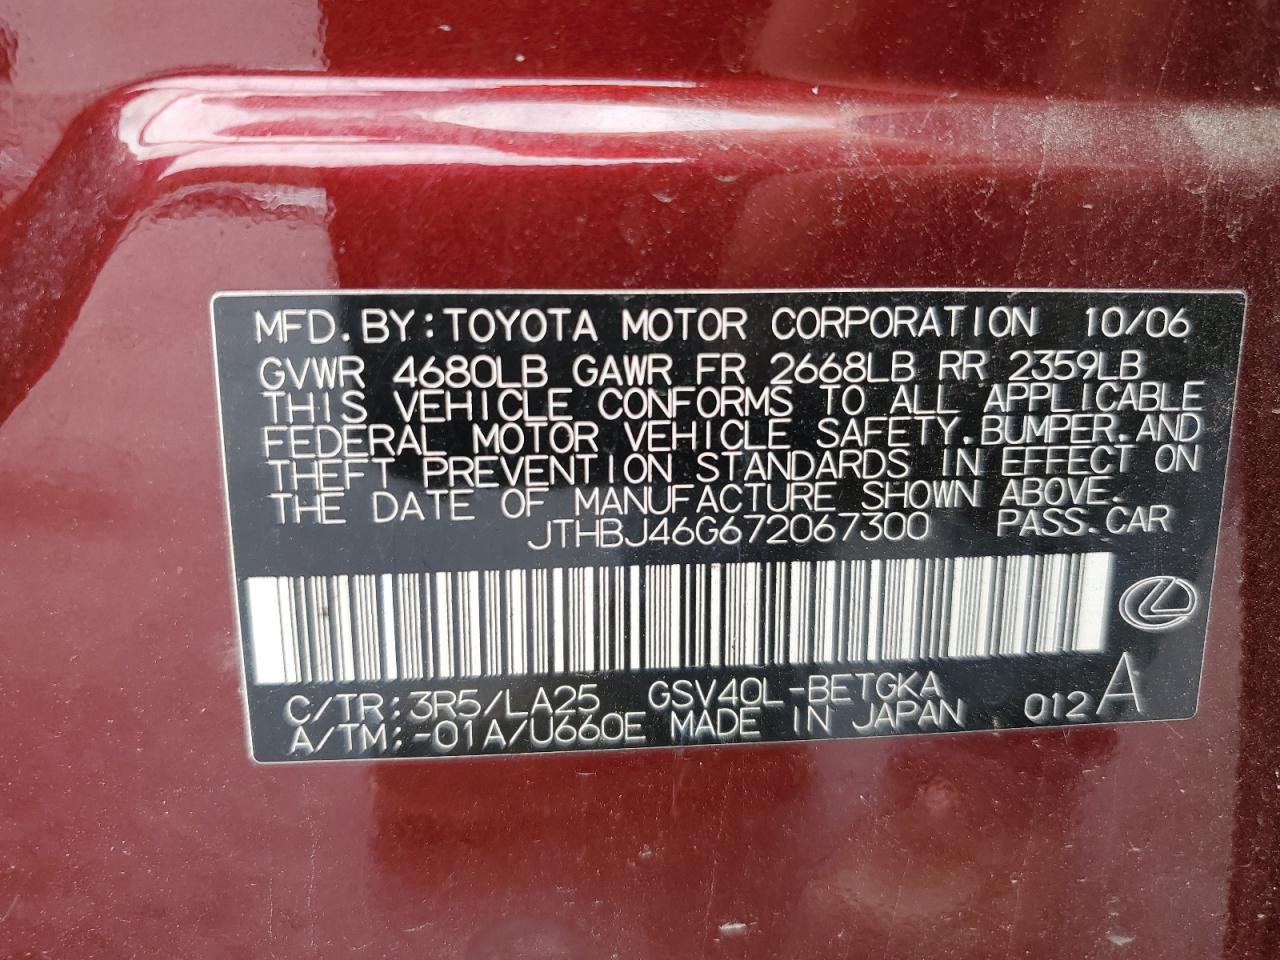 MFD. BY: TOYOTA MOTOR CORPORATION 10/06
GVWR 4680LB GAWR FR 2668LB RR 2359LB
THIS VEHICLE CONFORMS TO ALL APPLICABLE
FEDERAL MOTOR VEHICLE SAFETY. BUMPER. AND
THEFT PREVENTION STANDARDS IN EFFECT ON
THE DATE OF MANUFACTURE SHOWN ABOVE.
JTHBJ46G672067300 PASS. CAR
C/TR: 3R5/LA25 GSV40L-BETGKA
A/TM: -01A/U660E MADE IN JAPAN 012 A